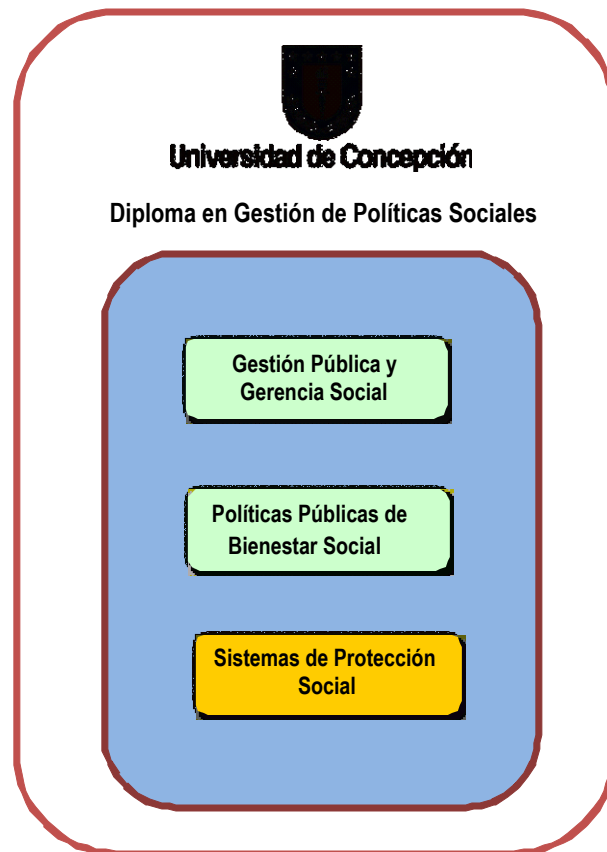 Universidad de Concepción
Diploma en Gestión de Políticas Sociales
Gestión Pública y
Gerencia Social
Políticas Públicas de
Bienestar Social
Sistemas de Protección
Social